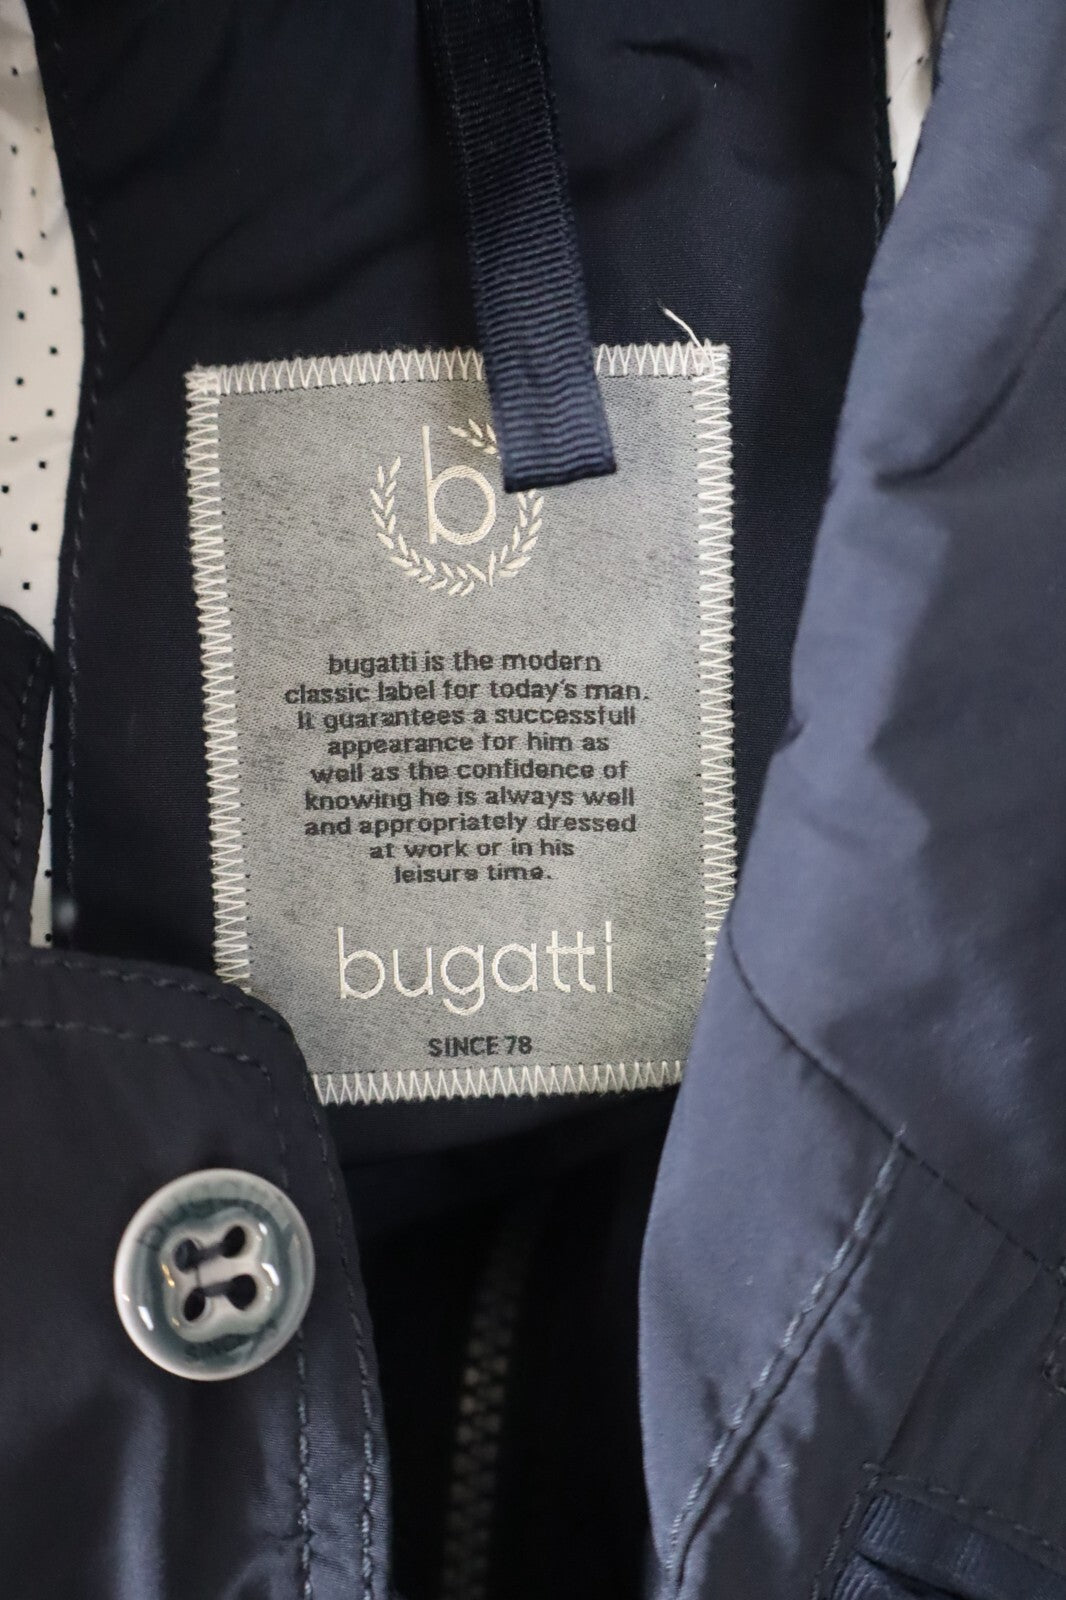 b
bugatti is the modern
classic label for today's man.
It guarantees a successfull
appearance for him as
well as the confidence of
knowing he is always well
and appropriately dressed
at work or in his
leisure time.
bugatti
SINCE 78